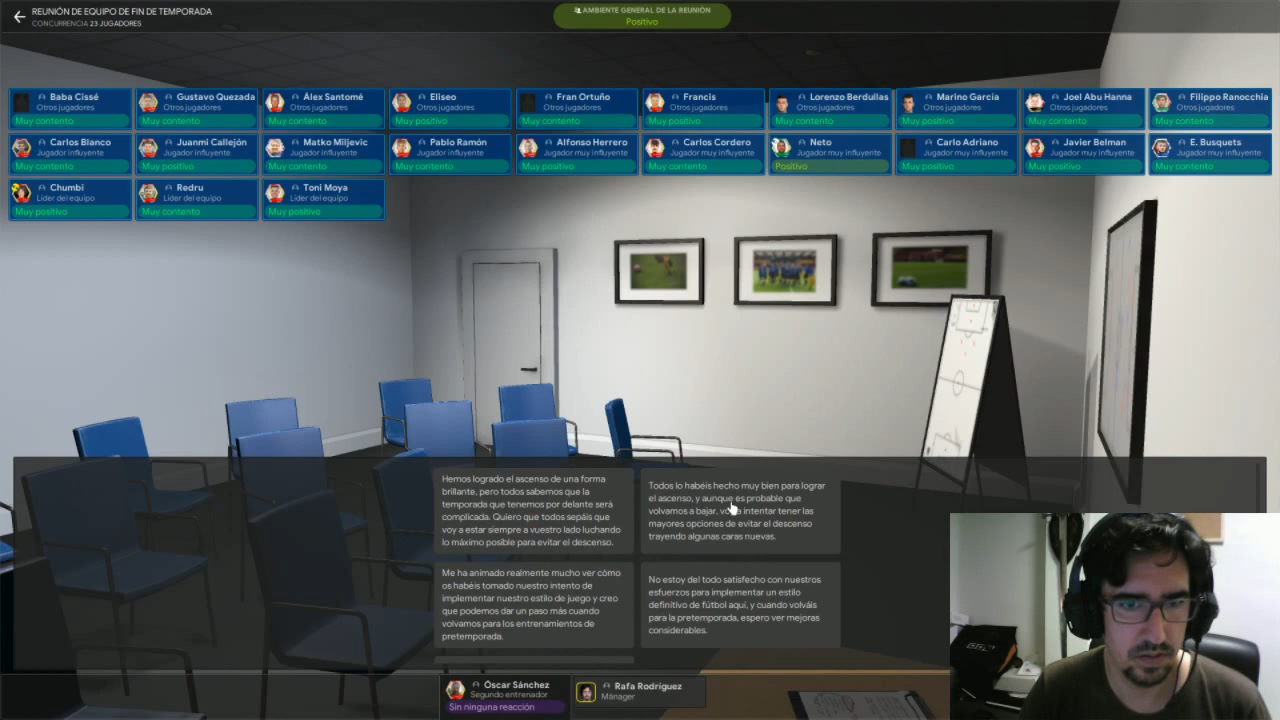 REUNIÓN DE EQUIPO DE FIN DE TEMPORADA
CONCURRENCIA 23 JUGADORES
AMBIENTE GENERAL DE LA REUNIÓN
Positivo
Baba Cissé
Otros jugadores
Muy contento
Gustavo Quezada
Otros jugadores
Muy contento
Álex Santomé
Otros jugadores
Muy contento
Eliseo
Otros jugadores
Muy positivo
Fran Ortuño
Otros jugadores
Muy contento
Francis
Otros jugadores
Muy positivo
Lorenzo Berdullas
Otros jugadores
Muy contento
Marino García
Otros jugadores
Muy positivo
Joel Abu Hanna
Otros jugadores
Muy contento
Filippo Ranocchia
Otros jugadores
Muy contento
Carlos Blanco
Jugador influyente
Muy contento
Juanmi Callejón
Jugador influyente
Muy positivo
Matko Miljevic
Jugador influyente
Muy contento
Pablo Ramón
Jugador influyente
Muy positivo
Alfonso Herrero
Jugador muy influyente
Muy positivo
Carlos Cordero
Jugador muy influyente
Muy positivo
Neto
Jugador muy influyente
Positivo
Carlo Adriano
Jugador muy influyente
Muy positivo
Javier Belman
Jugador muy influyente
Muy positivo
E. Busquets
Jugador muy influyente
Muy contento
Chumbi
Líder del equipo
Muy positivo
Redru
Líder del equipo
Muy contento
Toni Moya
Líder del equipo
Muy positivo
Hemos logrado el ascenso de una forma
brillante, pero todos sabemos que la
temporada que tenemos por delante será
complicada. Quiero que todos sepáis que
voy a estar siempre a vuestro lado luchando
lo máximo posible para evitar el descenso.
Todos lo habéis hecho muy bien para lograr
el ascenso, y aunque es probable que
volvamos a bajar, intentar tener las
mayores opciones de evitar el descenso
trayendo algunas caras nuevas.
Me ha animado realmente mucho ver cómo
os habéis tomado nuestro intento de
implementar nuestro estilo de juego y creo
que podemos dar un paso más cuando
volvamos para los entrenamientos de
pretemporada.
No estoy del todo satisfecho con nuestros
esfuerzos para implementar un estilo
definitivo de fútbol aquí, y cuando volváis
para la pretemporada, espero ver mejoras
considerables.
Óscar Sánchez
Segundo entrenador
Sin ninguna reacción
Rafa Rodríguez
Mánager